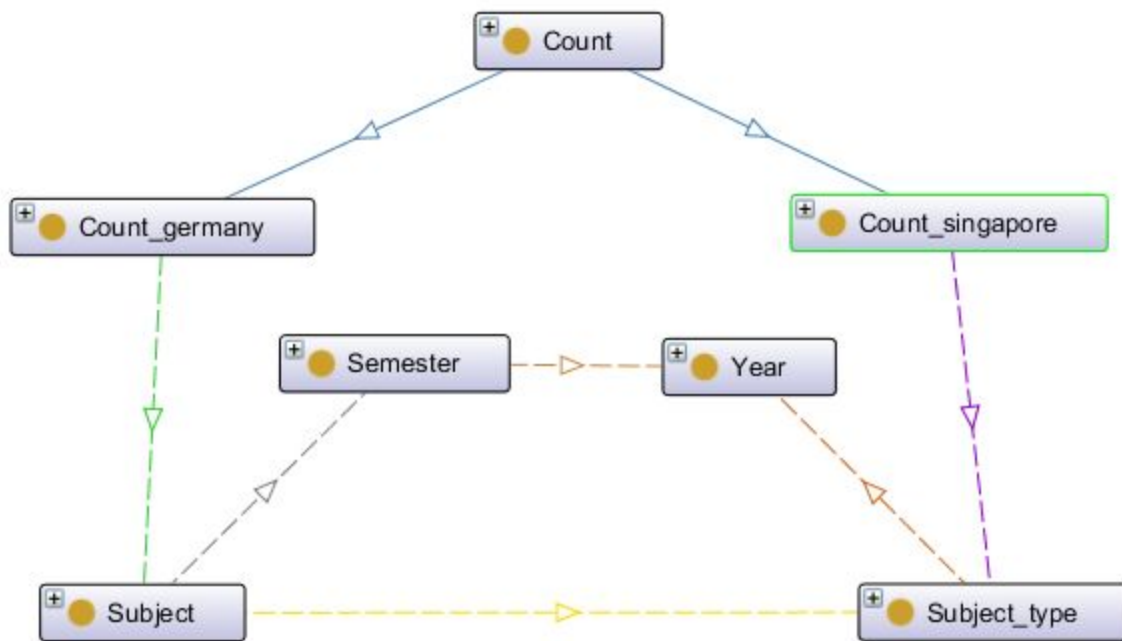 Count
Count_germany
Count_singapore
Semester
Year
Subject
Subject_type